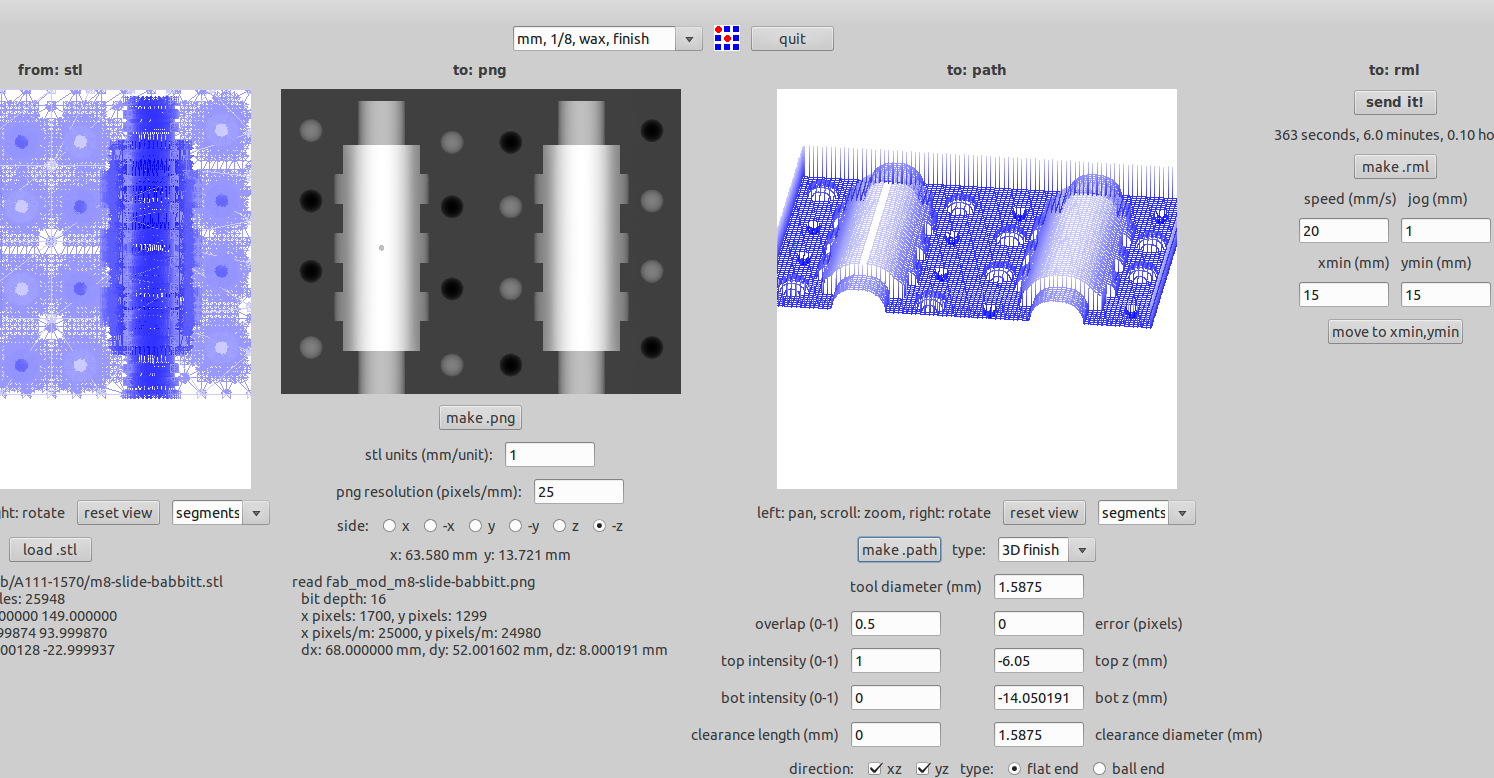 mm, 1/8, wax, finish quit
from: stl to: png to: path to: rml
send it!
363 seconds, 6.0 minutes, 0.10 ho
make .rml
speed (mm/s) jog (mm)
20 1
xmin (mm) ymin (mm)
15 15
move to xmin,ymin
make .png
stl units (mm/unit): 1
png resolution (pixels/mm): 25
side: x -x y -y z -z
x: 63.580 mm y: 13.721 mm
read fab_mod_m8-slide-babbitt.png
bit depth: 16
x pixels: 1700, y pixels: 1299
x pixels/m: 25000, y pixels/m: 24980
dx: 68.000000 mm, dy: 52.001602 mm, dz: 8.000191 mm
ht: rotate reset view segments
load .stl
b/A111-1570/m8-slide-babbitt.stl
les: 25948
00000 149.000000
99874 93.999870
00128 -22.999937
left: pan, scroll: zoom, right: rotate reset view segments
make .path type: 3D finish
tool diameter (mm) 1.5875
overlap (0-1) 0.5 0 error (pixels)
top intensity (0-1) 1 -6.05 top z (mm)
bot intensity (0-1) 0 -14.050191 bot z (mm)
clearance length (mm) 0 1.5875 clearance diameter (mm)
direction: xz yz type: flat end ball end